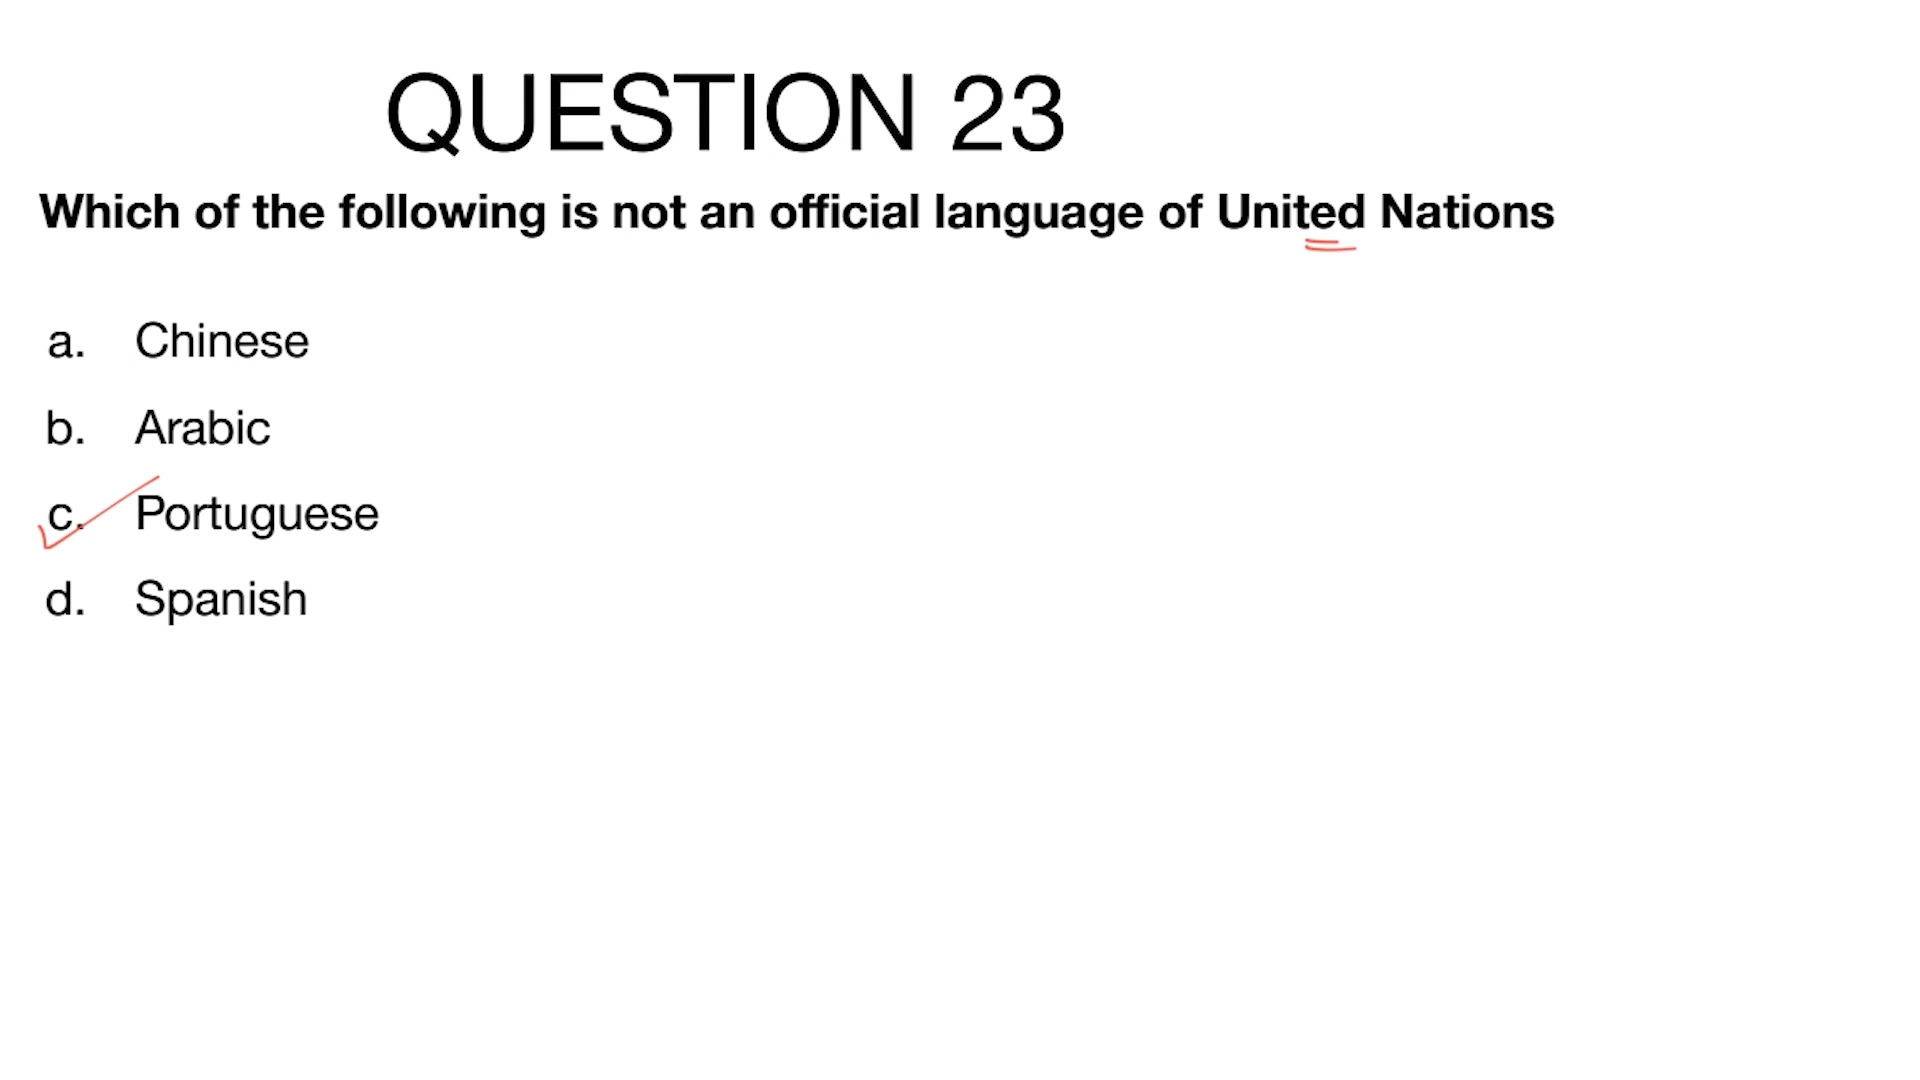 QUESTION 23
Which of the following is not an official language of United Nations
a. Chinese
b. Arabic
c. Portuguese
d. Spanish